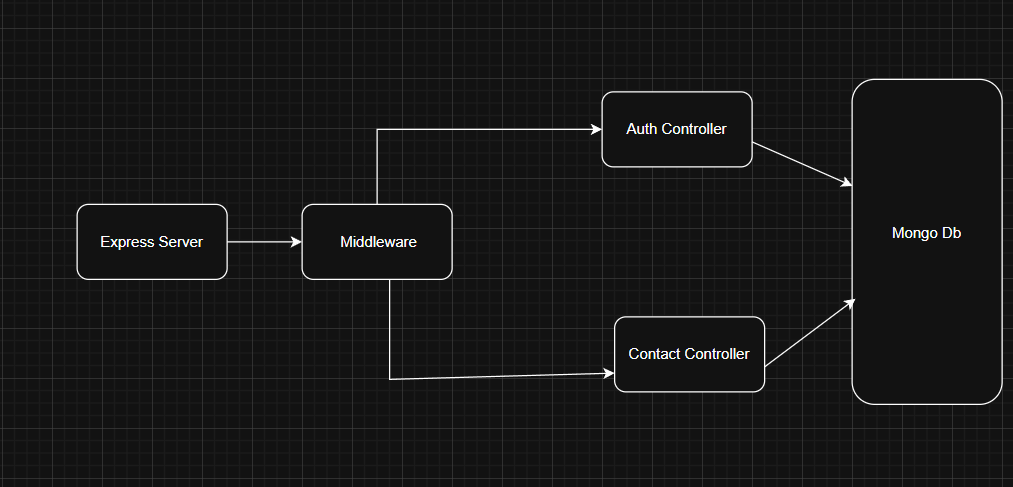 Express Server
Middleware
Auth Controller
Contact Controller
Mongo Db